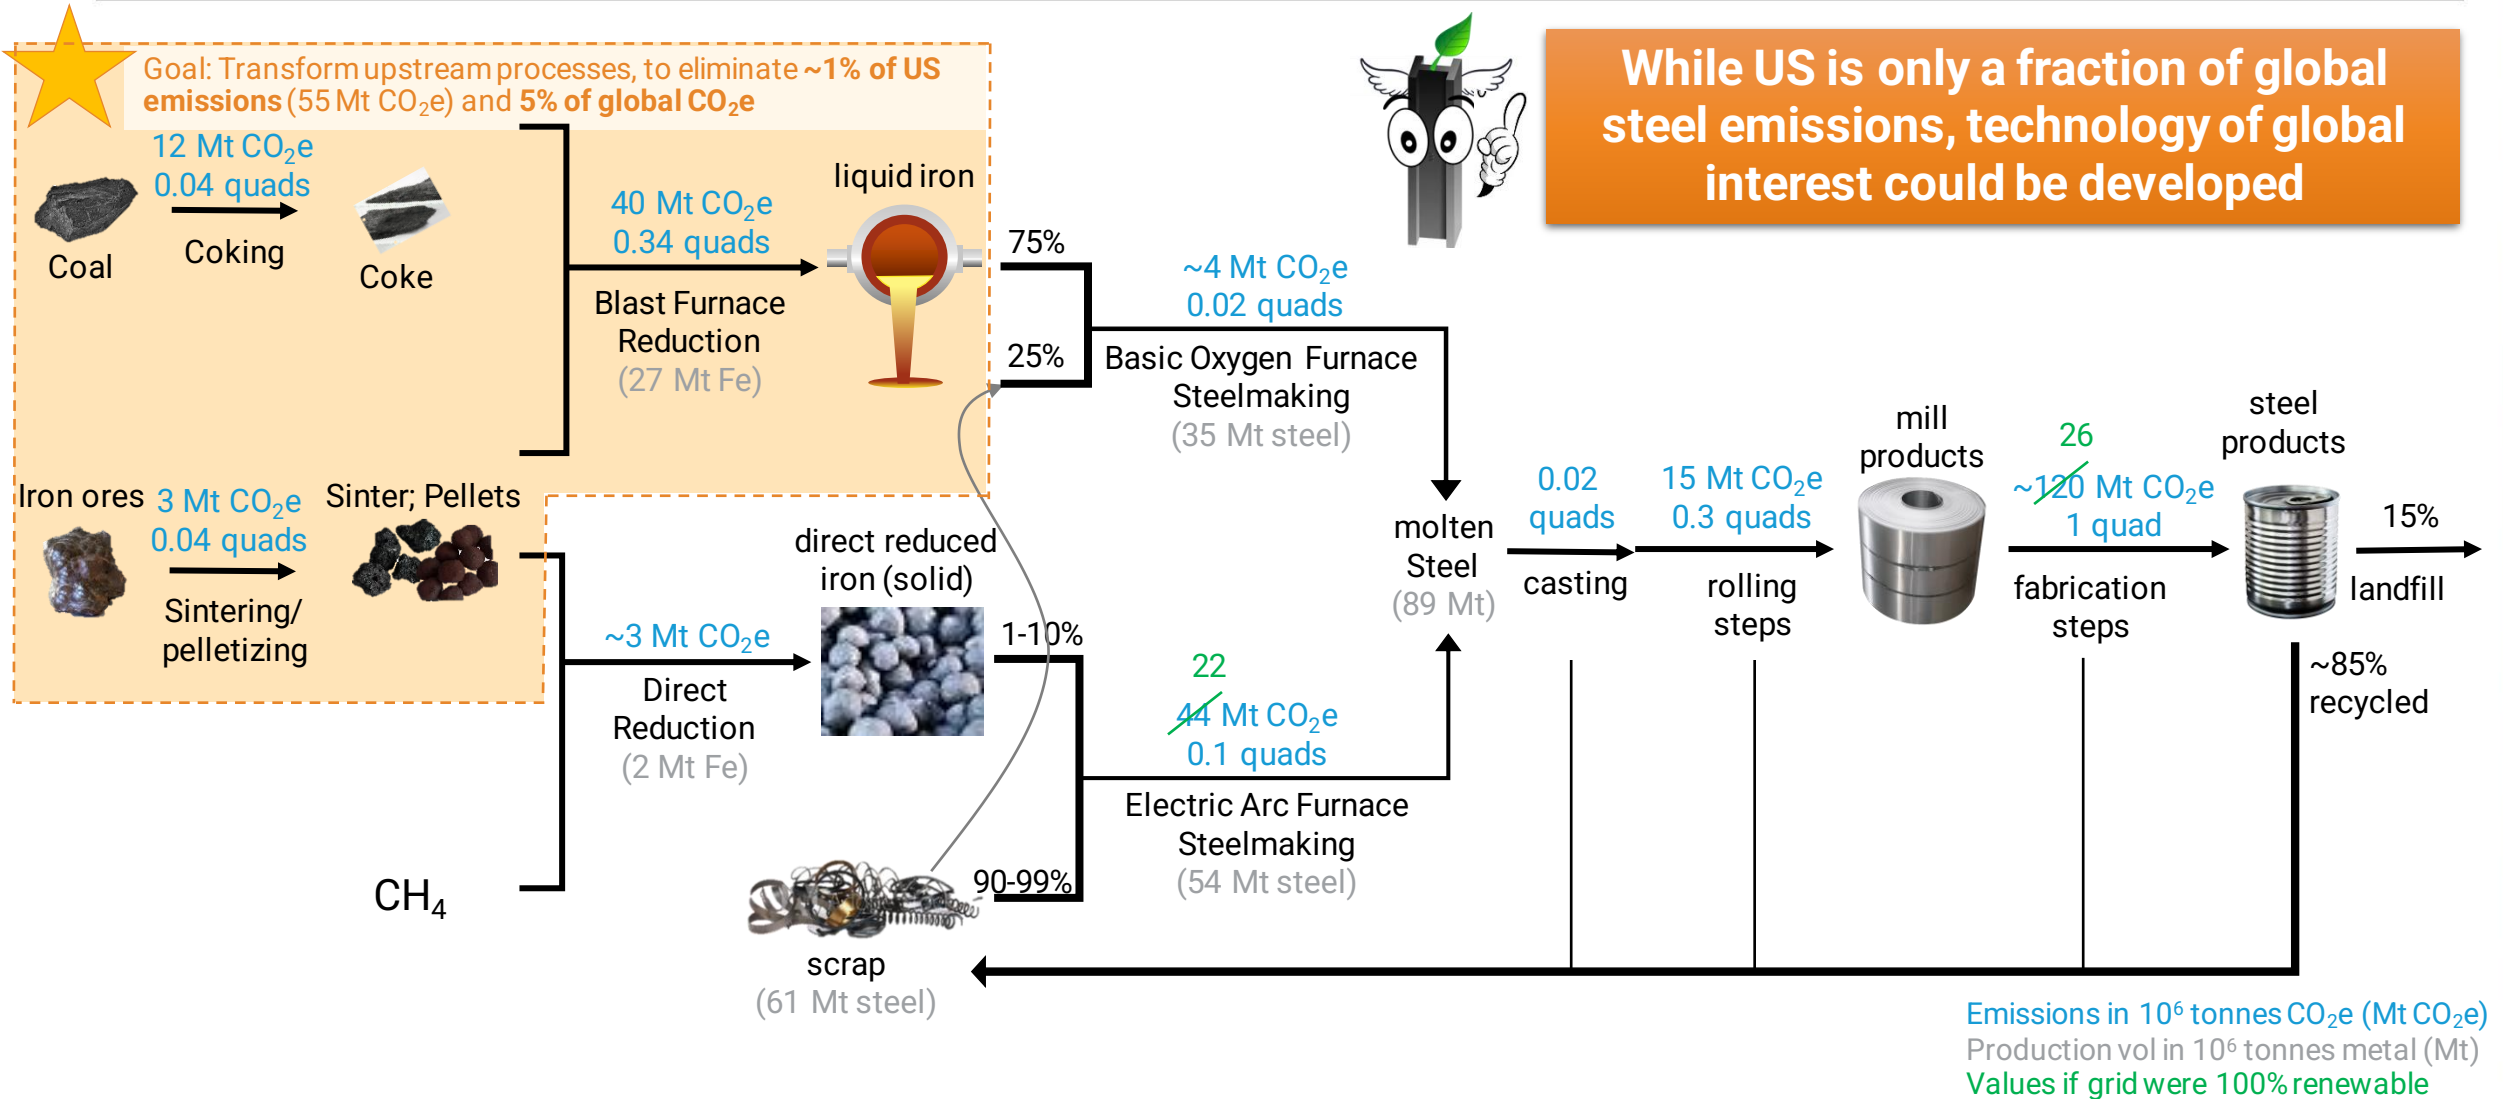 Goal: Transform upstream processes, to eliminate ~1% of US
emissions (55 Mt CO₂e) and 5% of global CO₂e
While US is only a fraction of global
steel emissions, technology of global
interest could be developed
12 Mt CO₂e
0.04 quads
Coal
Coking
Coke
40 Mt CO₂e
0.34 quads
Blast Furnace
Reduction
(27 Mt Fe)
liquid iron
75%
25%
~4 Mt CO₂e
0.02 quads
Basic Oxygen Furnace
Steelmaking
(35 Mt steel)
Iron ores
3 Mt CO₂e
0.04 quads
Sintering/
pelletizing
Sinter; Pellets
~3 Mt CO₂e
Direct
Reduction
(2 Mt Fe)
CH₄
direct reduced
iron (solid)
1-10%
90-99%
scrap
(61 Mt steel)
22
44 Mt CO₂e
0.1 quads
Electric Arc Furnace
Steelmaking
(54 Mt steel)
molten
Steel
(89 Mt)
0.02
quads
casting
15 Mt CO₂e
0.3 quads
rolling
steps
mill
products
26
~120 Mt CO₂e
1 quad
fabrication
steps
steel
products
15%
landfill
~85%
recycled
Emissions in 10⁶ tonnes CO₂e (Mt CO₂e)
Production vol in 10⁶ tonnes metal (Mt)
Values if grid were 100% renewable